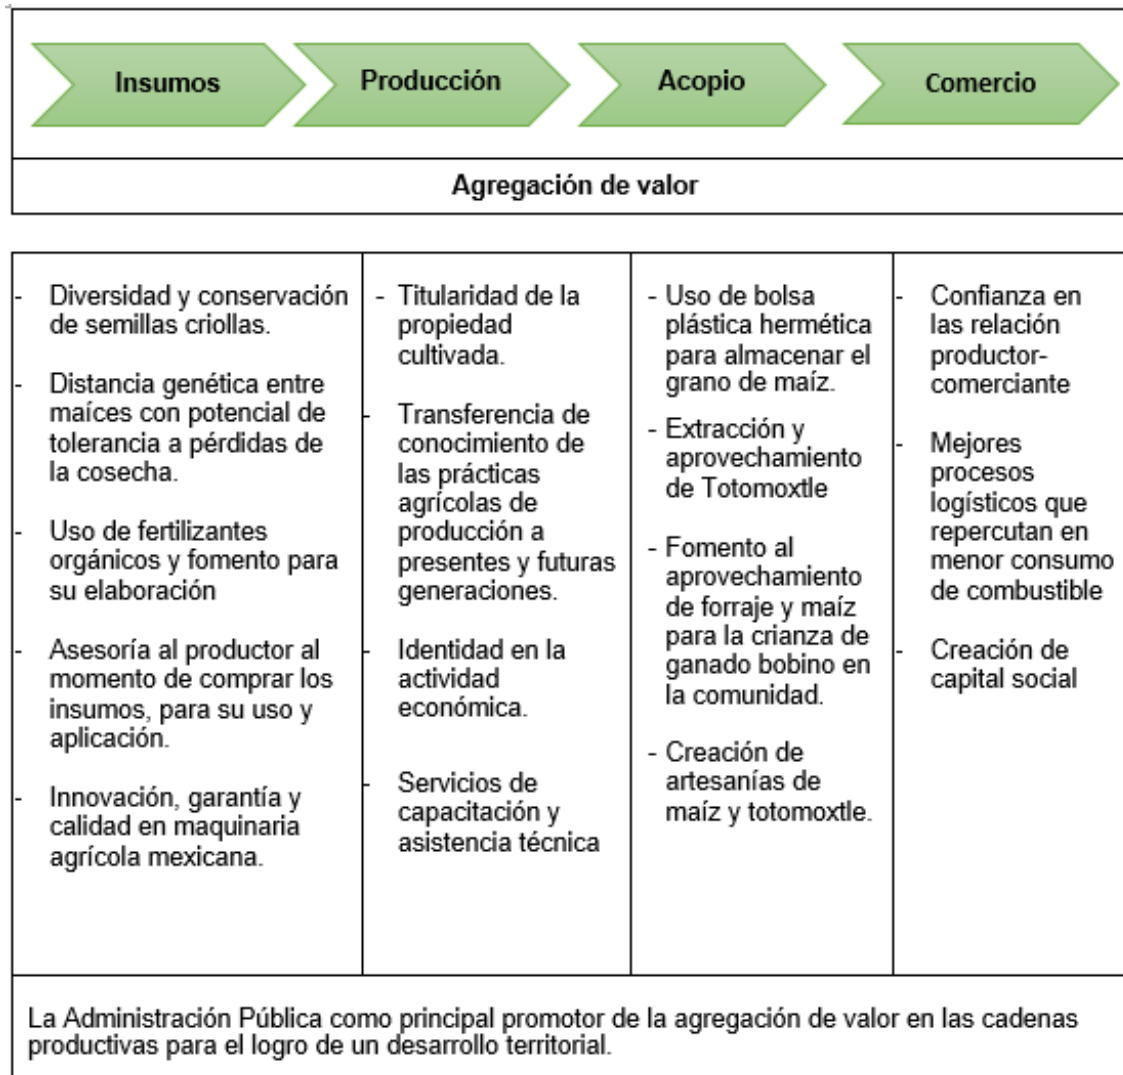 Insumos
Producción
Acopio
Comercio
Agregación de valor
- Diversidad y conservación
de semillas criollas.
- Distancia genética entre
maíces con potencial de
tolerancia a pérdidas de
la cosecha.
- Uso de fertilizantes
orgánicos y fomento para
su elaboración
- Asesoría al productor al
momento de comprar los
insumos, para su uso y
aplicación.
- Innovación, garantía y
calidad en maquinaria
agrícola mexicana.
- Titularidad de la
propiedad
cultivada.
- Transferencia de
conocimiento de
las prácticas
agrícolas de
producción a
presentes y futuras
generaciones.
- Identidad en la
actividad
económica.
- Servicios de
capacitación y
asistencia técnica
- Uso de bolsa
plástica hermética
para almacenar el
grano de maíz.
- Extracción y
aprovechamiento
de Totomoxtle
- Fomento al
aprovechamiento
de forraje y maíz
para la crianza de
ganado bobino en
la comunidad.
- Creación de
artesanías de
maíz y totomoxtle.
- Confianza en
las relación
productor-
comerciante
- Mejores
procesos
logísticos que
repercutan en
menor consumo
de combustible
- Creación de
capital social
La Administración Pública como principal promotor de la agregación de valor en las cadenas
productivas para el logro de un desarrollo territorial.